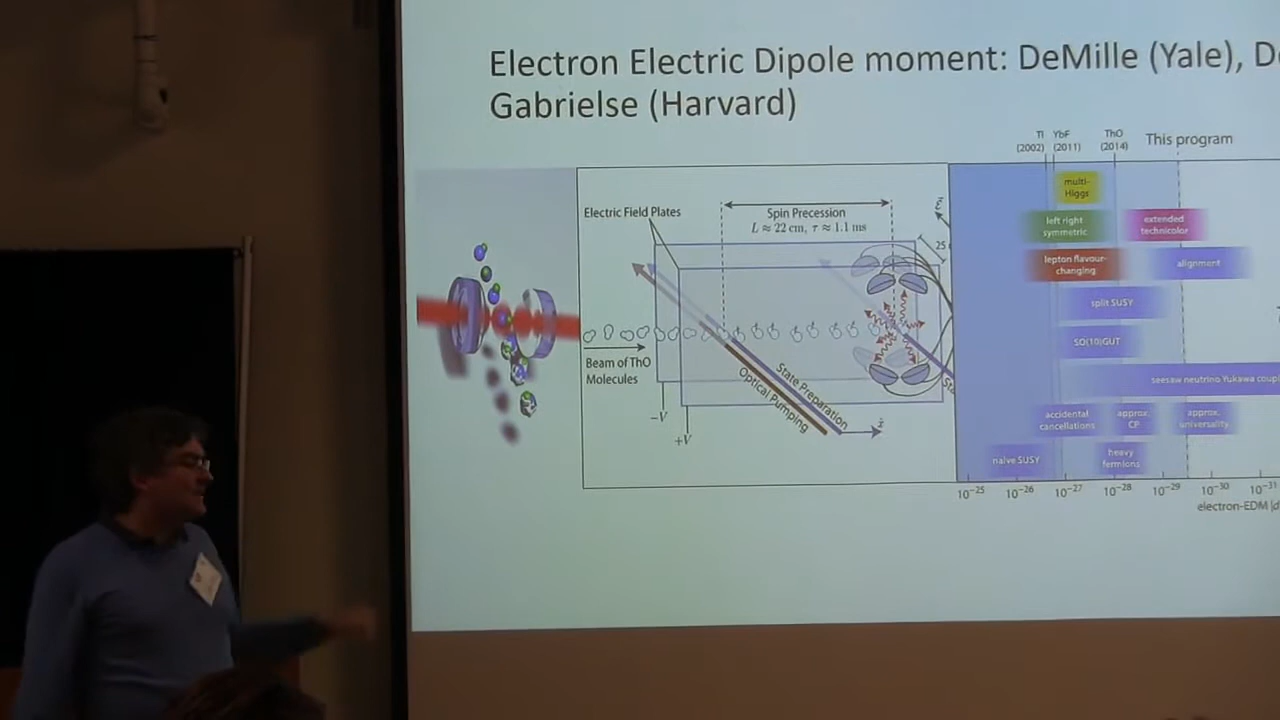 Electron Electric Dipole moment: DeMille (Yale),
Gabrielse (Harvard)
Tl
(2002)
YbF
(2011)
ThO
(2014)
This program
Electric Field Plates
Spin Precession
L ≈ 22 cm, τ ≈ 1.1 ms
25
Beam of ThO
Molecules
State Preparation
Optical Pumping
−V
+V
x̂
multi-
Higgs
left right
symmetric
extended
technicolor
lepton flavour-
changing
alignment
split SUSY
SO(10)GUT
seesaw neutrino Yukawa coupl
accidental
cancellations
approx.
CP
approx.
universality
naive SUSY
heavy
fermions
10⁻²⁵ 10⁻²⁶ 10⁻²⁷ 10⁻²⁸ 10⁻²⁹ 10⁻³⁰ 10⁻³¹
electron-EDM |d